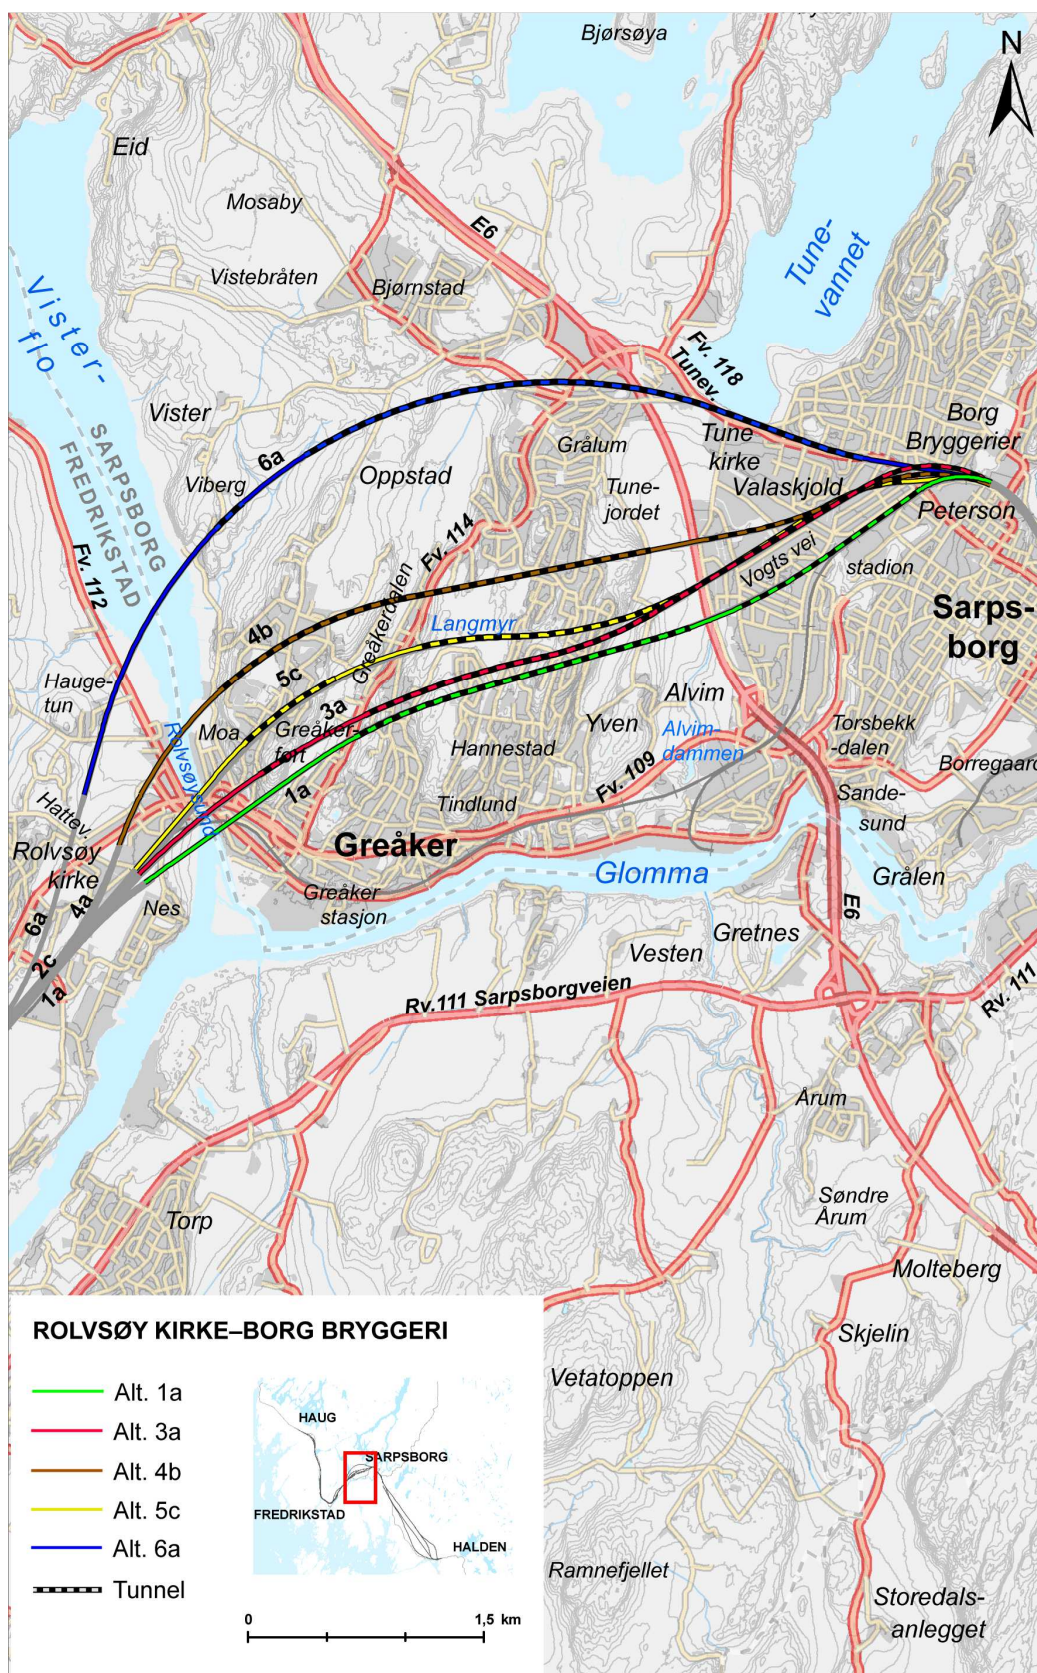 Bjørsøya
N
Eid
Mosaby
E6
Tune-
vannet
Vistebråten
Bjørnstad
Vister-
flo
Fv. 118
Tunev.
Vister
SARPSBORG
FREDRIKSTAD
6a
Oppstad
Grålum
Tune
kirke
Borg
Bryggerier
Viberg
Tune-
jordet
Valaskjold
Peterson
Fv. 112
Fv. 114
Vogts vei
stadion
Greåkerdalen
Langmyr
4b
Sarps-
borg
5c
Hauge-
tun
3a
Alvim
Moa
Greåker-
fort
Yven
Rolvsøysund
Hannestad
Alvim-
dammen
Torsbekk
-dalen
Borregaard
1a
Fv. 109
Tindlund
Sande-
sund
Hattev.
Rolvsøy
kirke
Greåker
Glomma
Grålen
4a
6a
Nes
Greåker
stasjon
E6
Gretnes
Vesten
2c
1a
Rv.111 Sarpsborgveien
Rv. 111
Årum
Søndre
Årum
Torp
Molteberg
Skjelin
Vetatoppen
Ramnefjellet
Storedals-
anlegget
ROLVSØY KIRKE–BORG BRYGGERI
Alt. 1a
Alt. 3a
Alt. 4b
Alt. 5c
Alt. 6a
Tunnel
HAUG
SARPSBORG
FREDRIKSTAD
HALDEN
0
1,5 km